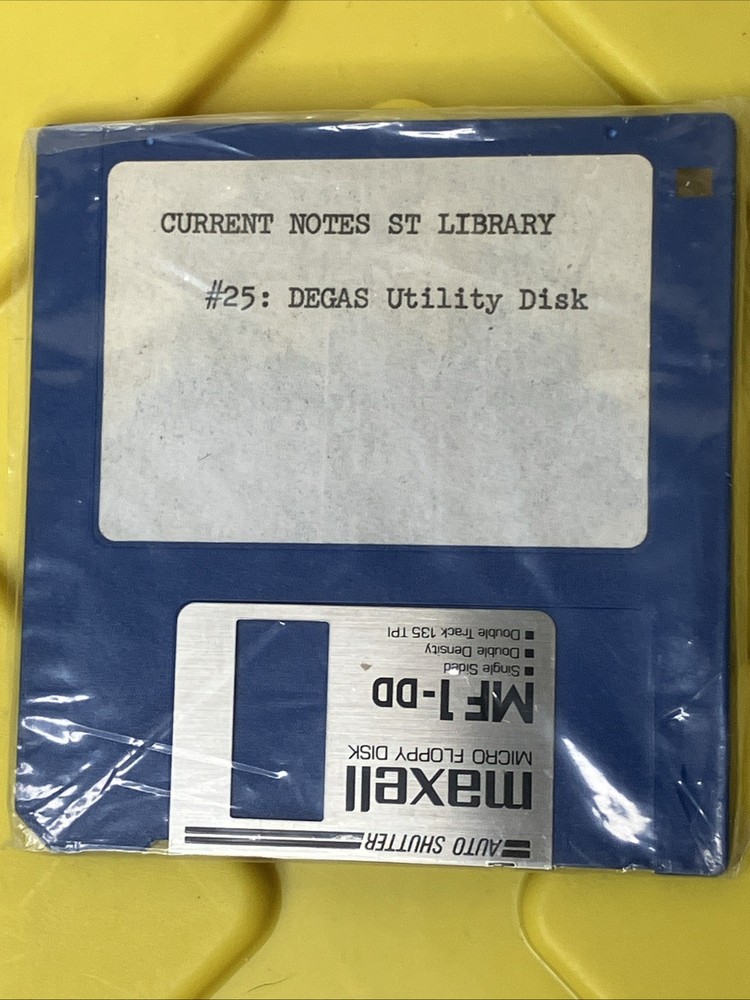 CURRENT NOTES ST LIBRARY
#25: DEGAS Utility Disk
AUTO SHUTTER
maxell
MICRO FLOPPY DISK
MF1-DD
■ Single Sided
■ Double Density
■ Double Track 135 TPI